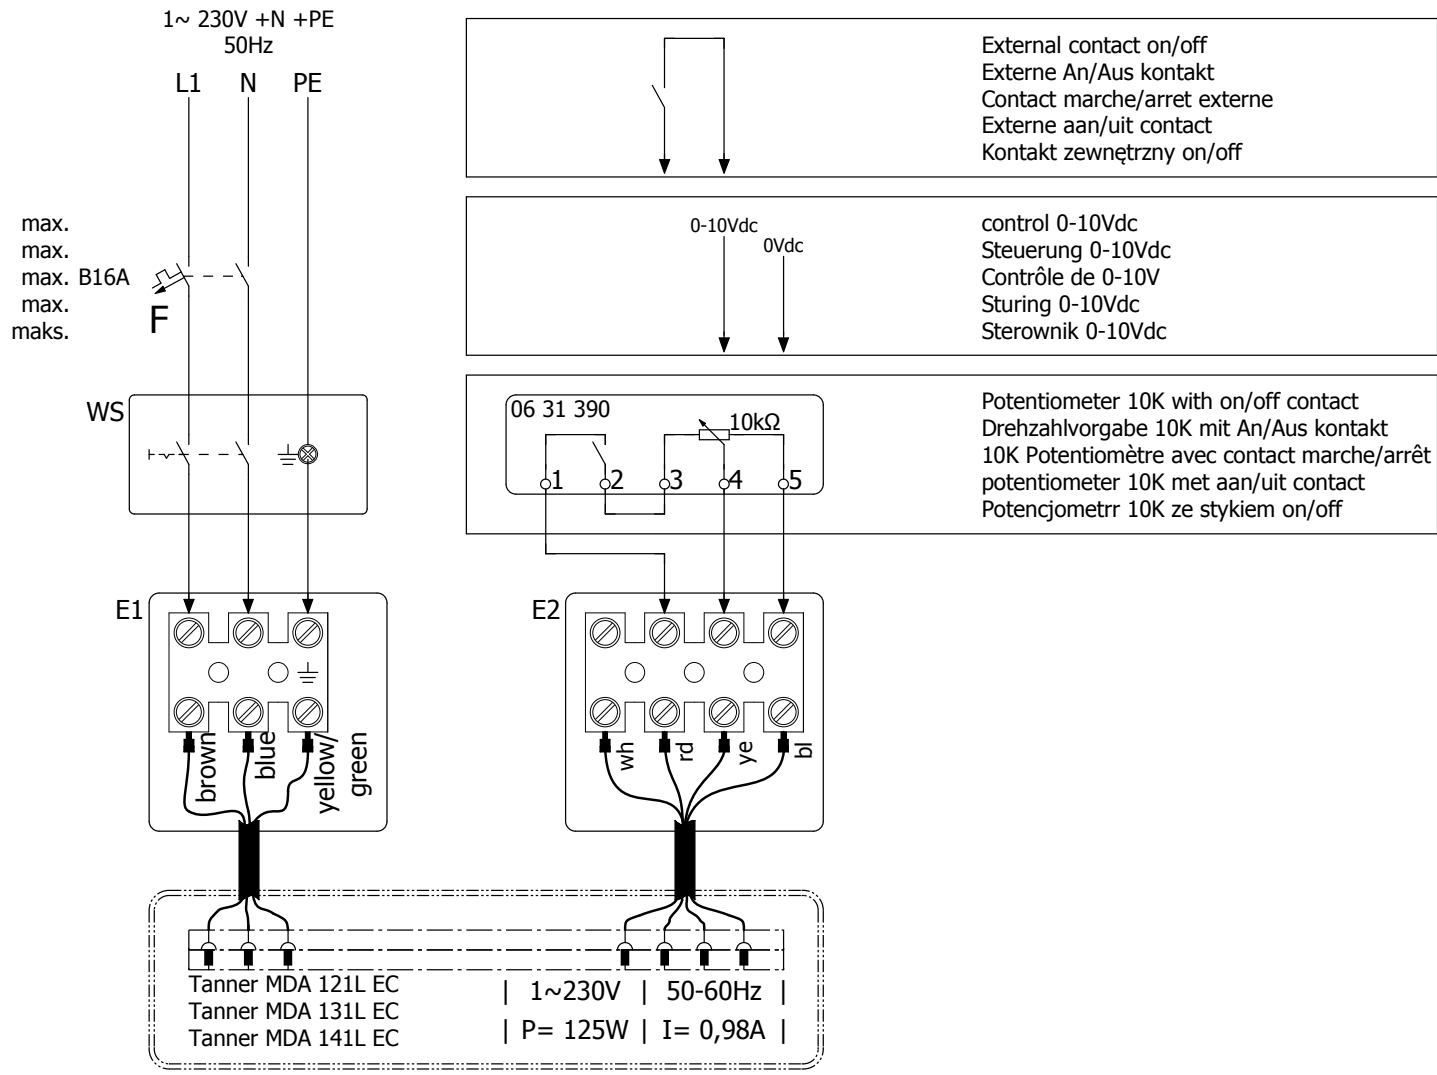 1~ 230V +N +PE
50Hz
L1 N PE
max.
max.
max. B16A
max.
maks.
F
WS
External contact on/off
Externe An/Aus kontakt
Contact marche/arret externe
Externe aan/uit contact
Kontakt zewnętrzny on/off
0-10Vdc
0Vdc
control 0-10Vdc
Steuerung 0-10Vdc
Contrôle de 0-10V
Sturing 0-10Vdc
Sterownik 0-10Vdc
06 31 390
10kΩ
1 2 3 4 5
Potentiometer 10K with on/off contact
Drehzahlvorgabe 10K mit An/Aus kontakt
10K Potentiomètre avec contact marche/arrêt
potentiometer 10K met aan/uit contact
Potencjometrr 10K ze stykiem on/off
E1
brown
blue
yellow/
green
E2
wh
rd
ye
bl
Tanner MDA 121L EC
Tanner MDA 131L EC
Tanner MDA 141L EC
| 1~230V | 50-60Hz |
| P= 125W | I= 0,98A |